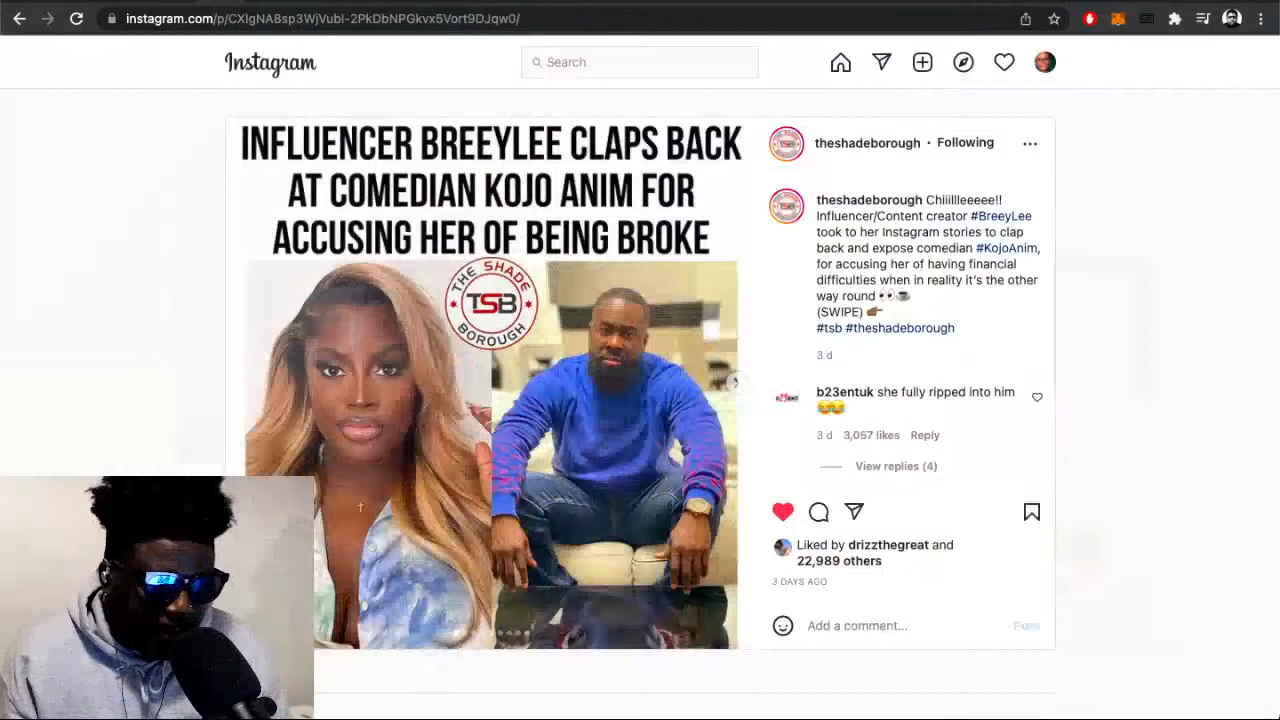 instagram.com/p/CXIgNA8sp3WjVubI-2PkDbNPGkvx5Vort9DJqw0/
Instagram
Search
INFLUENCER BREEYLEE CLAPS BACK
AT COMEDIAN KOJO ANIM FOR
ACCUSING HER OF BEING BROKE
THE SHADE
TSB
BOROUGH
theshadeborough • Following
theshadeborough Chiiillleeeee!!
Influencer/Content creator #BreeyLee
took to her Instagram stories to clap
back and expose comedian #KojoAnim,
for accusing her of having financial
difficulties when in reality it's the other
way round 👀☕
(SWIPE) 👉🏾
#tsb #theshadeborough
3 d
b23entuk she fully ripped into him
😂😂
3 d 3,057 likes Reply
View replies (4)
Liked by drizzthegreat and
22,989 others
3 DAYS AGO
Add a comment...